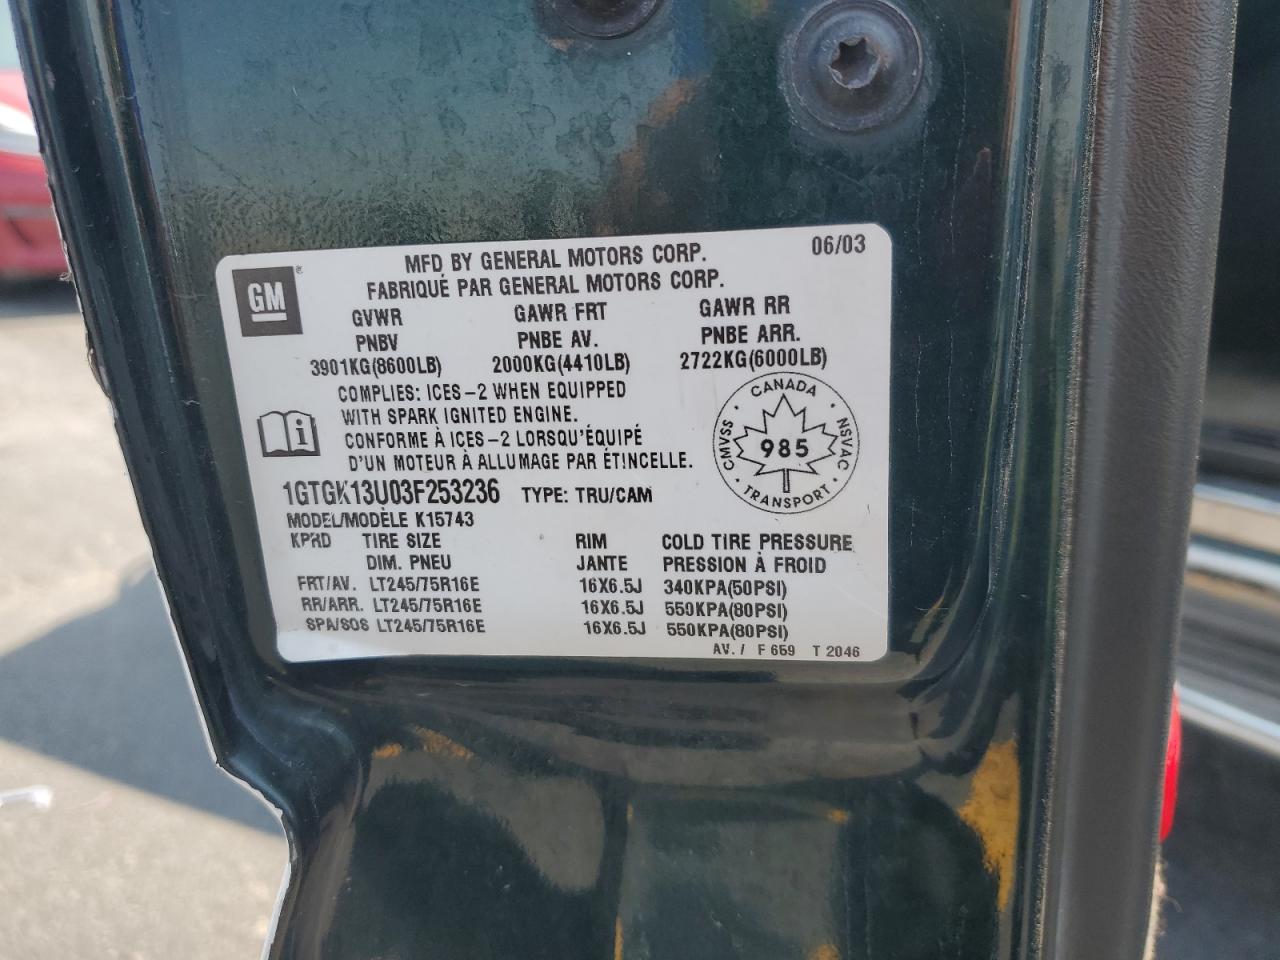 MFD BY GENERAL MOTORS CORP. 06/03
FABRIQUÉ PAR GENERAL MOTORS CORP.
GM ®
GVWR GAWR FRT GAWR RR
PNBV PNBE AV. PNBE ARR.
3901KG(8600LB) 2000KG(4410LB) 2722KG(6000LB)
COMPLIES: ICES-2 WHEN EQUIPPED
WITH SPARK IGNITED ENGINE.
CONFORME À ICES-2 LORSQU'ÉQUIPÉ
D'UN MOTEUR À ALLUMAGE PAR ÉTINCELLE.
CANADA
CMVSS 985 NSVAC
TRANSPORT
1GTGK13U03F253236 TYPE: TRU/CAM
MODEL/MODÈLE K15743
KPRD TIRE SIZE RIM COLD TIRE PRESSURE
DIM. PNEU JANTE PRESSION À FROID
FRT/AV. LT245/75R16E 16X6.5J 340KPA(50PSI)
RR/ARR. LT245/75R16E 16X6.5J 550KPA(80PSI)
SPA/SOS LT245/75R16E 16X6.5J 550KPA(80PSI)
AV. / F 659 T 2046